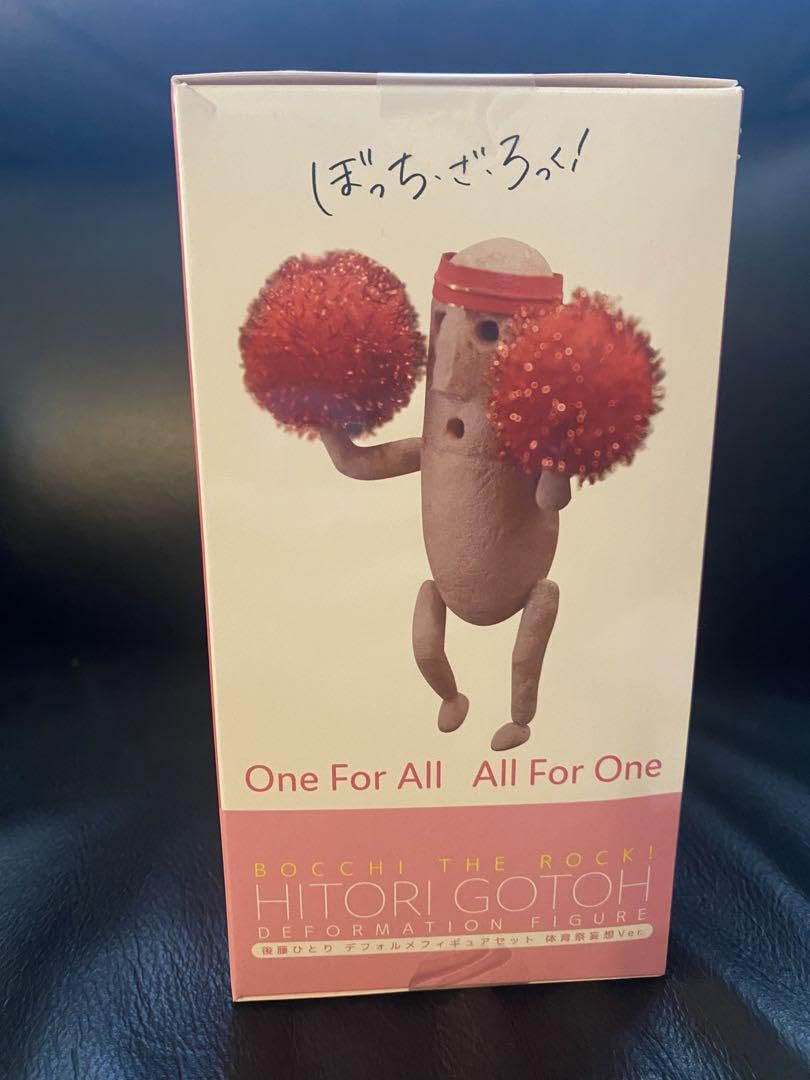 ぼっち・ざ・ろっく!
One For All All For One
BOCCHI THE ROCK!
HITORI GOTOH
DEFORMATION FIGURE
後藤ひとり デフォルメフィギュアセット 体育祭妄想Ver.